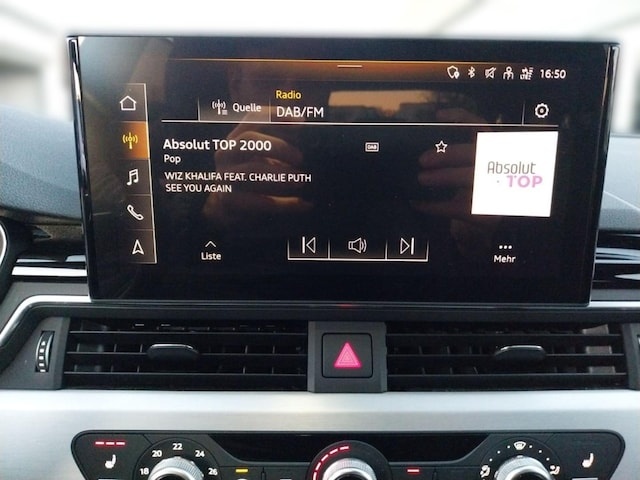 16:50
Radio
Quelle
DAB/FM
Absolut TOP 2000
DAB
Pop
WIZ KHALIFA FEAT. CHARLIE PUTH
SEE YOU AGAIN
Absolut
TOP
Liste
Mehr
22
20 24
18 26